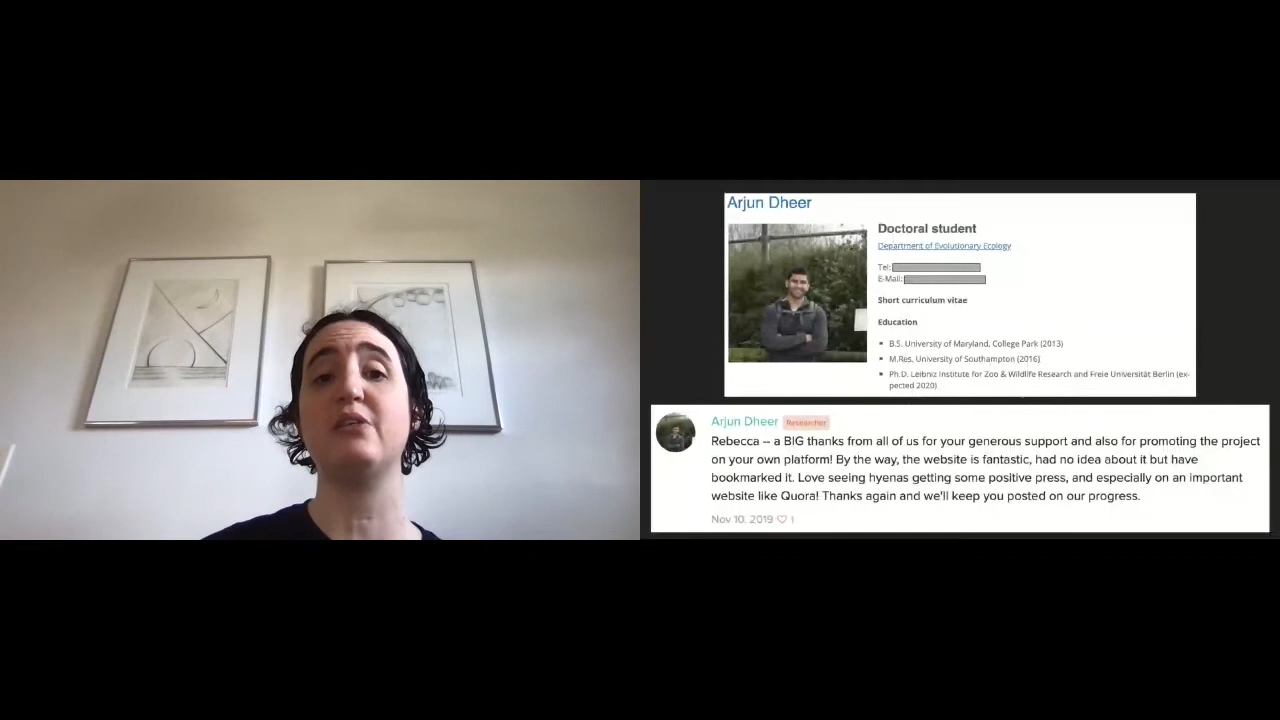 Arjun Dheer
Doctoral student
Department of Evolutionary Ecology
Tel:
E-Mail:
Short curriculum vitae
Education
B.S. University of Maryland, College Park (2013)
M.Res. University of Southampton (2016)
Ph.D. Leibniz Institute for Zoo & Wildlife Research and Freie Universität Berlin (ex-
pected 2020)
Arjun Dheer Researcher
Rebecca -- a BIG thanks from all of us for your generous support and also for promoting the project
on your own platform! By the way, the website is fantastic, had no idea about it but have
bookmarked it. Love seeing hyenas getting some positive press, and especially on an important
website like Quora! Thanks again and we'll keep you posted on our progress.
Nov 10, 2019 1